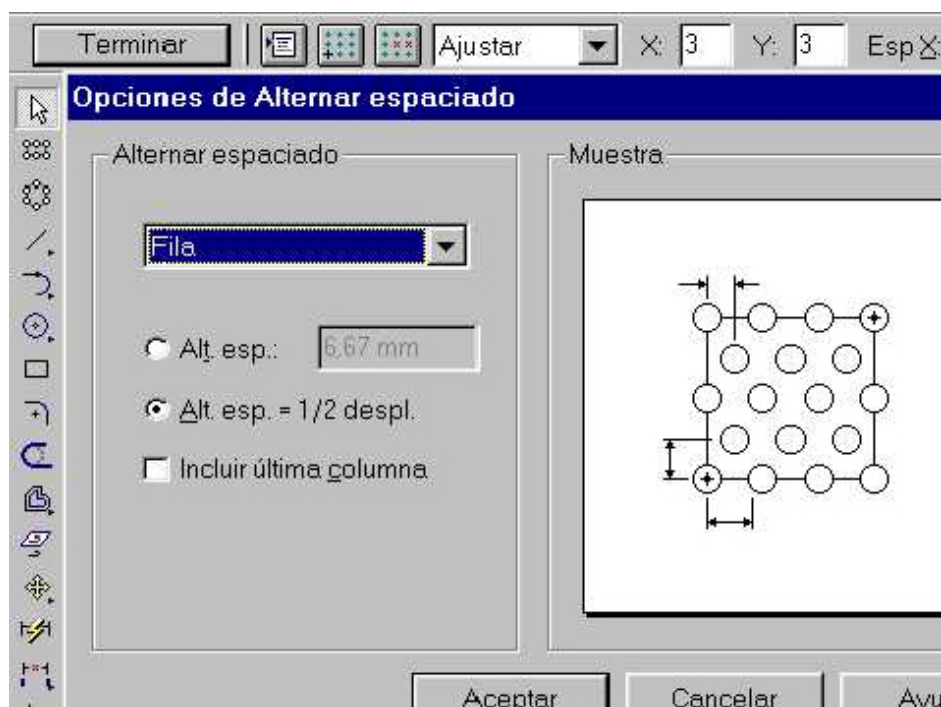 Terminar Ajustar X: 3 Y: 3 Esp X:
Opciones de Alternar espaciado
Alternar espaciado Muestra
Fila
Alt. esp.: 6,67 mm
Alt. esp. = 1/2 despl.
Incluir última columna
Aceptar Cancelar Ayu